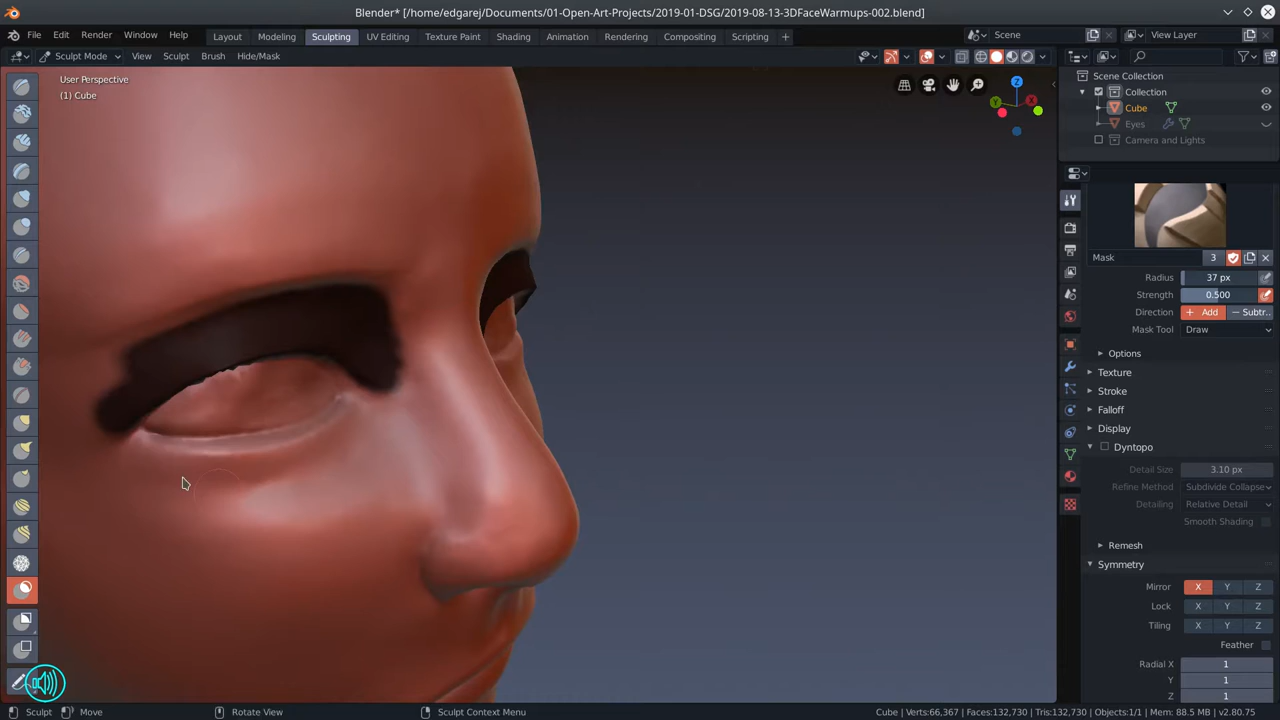 Blender* [/home/edgarej/Documents/01-Open-Art-Projects/2019-01-DSG/2019-08-13-3DFaceWarmups-002.blend]
File Edit Render Window Help Layout Modeling Sculpting UV Editing Texture Paint Shading Animation Rendering Compositing Scripting + Scene View Layer
Sculpt Mode View Sculpt Brush Hide/Mask
User Perspective
(1) Cube
Scene Collection
Collection
Cube
Eyes
Camera and Lights
Z
X
Y
Mask 3
Radius 37 px
Strength 0.500
Direction + Add − Subtr..
Mask Tool Draw
Options
Texture
Stroke
Falloff
Display
Dyntopo
Detail Size 3.10 px
Refine Method Subdivide Collapse
Detailing Relative Detail
Smooth Shading
Remesh
Symmetry
Mirror X Y Z
Lock X Y Z
Tiling X Y Z
Feather
Radial X 1
Y 1
Z 1
Sculpt Move Rotate View Sculpt Context Menu Cube | Verts:66,367 | Faces:132,730 | Tris:132,730 | Objects:1/1 | Mem: 88.5 MB | v2.80.75